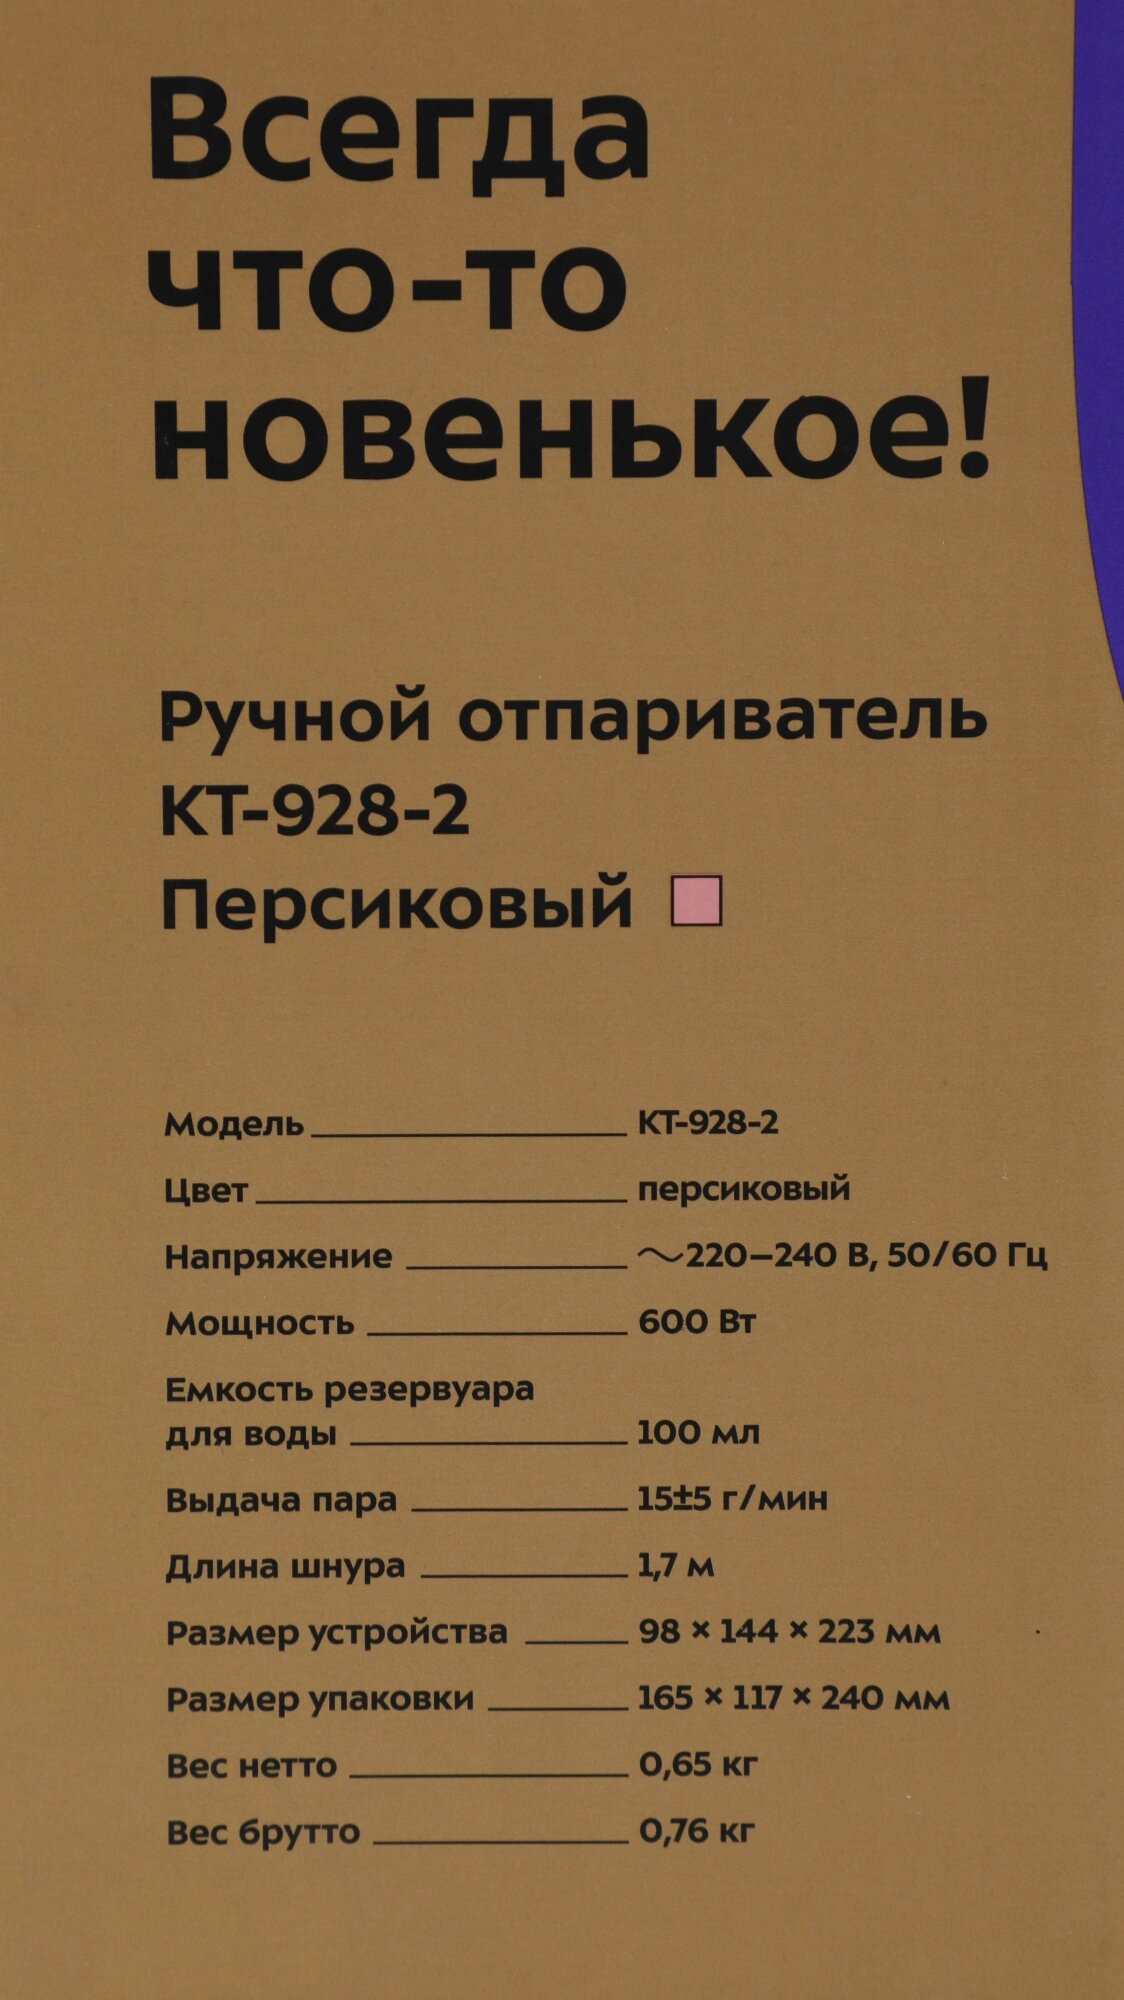 Всегда
что-то
новенькое!
Ручной отпариватель
КТ-928-2
Персиковый
Модель КТ-928-2
Цвет персиковый
Напряжение ~220–240 В, 50/60 Гц
Мощность 600 Вт
Емкость резервуара
для воды 100 мл
Выдача пара 15±5 г/мин
Длина шнура 1,7 м
Размер устройства 98 × 144 × 223 мм
Размер упаковки 165 × 117 × 240 мм
Вес нетто 0,65 кг
Вес брутто 0,76 кг